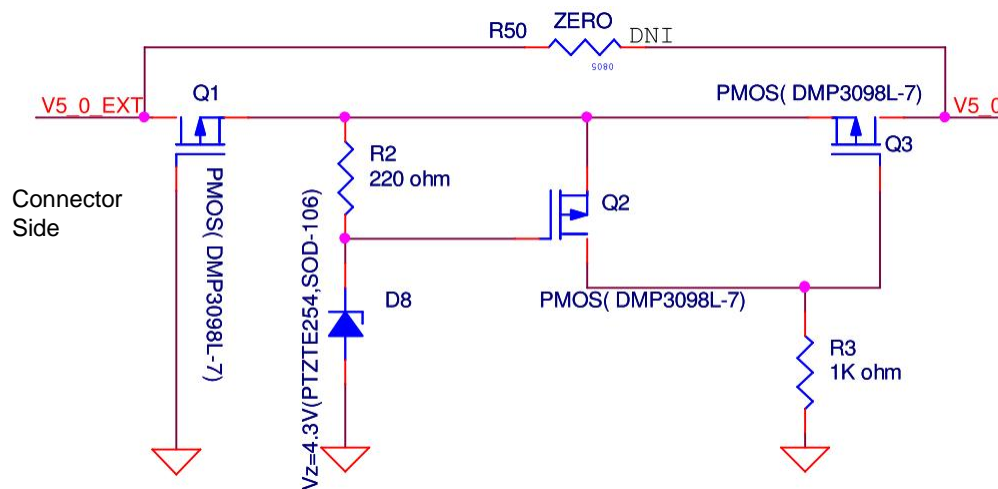 ZERO
R50
DNI
0805
V5_0_EXT
Q1
PMOS( DMP3098L-7)
V5_0
R2
220 ohm
Q3
Connector
Side
PMOS( DMP3098L-7)
Vz=4.3V(PTZTE254,SOD-106)
Q2
D8
PMOS( DMP3098L-7)
R3
1K ohm